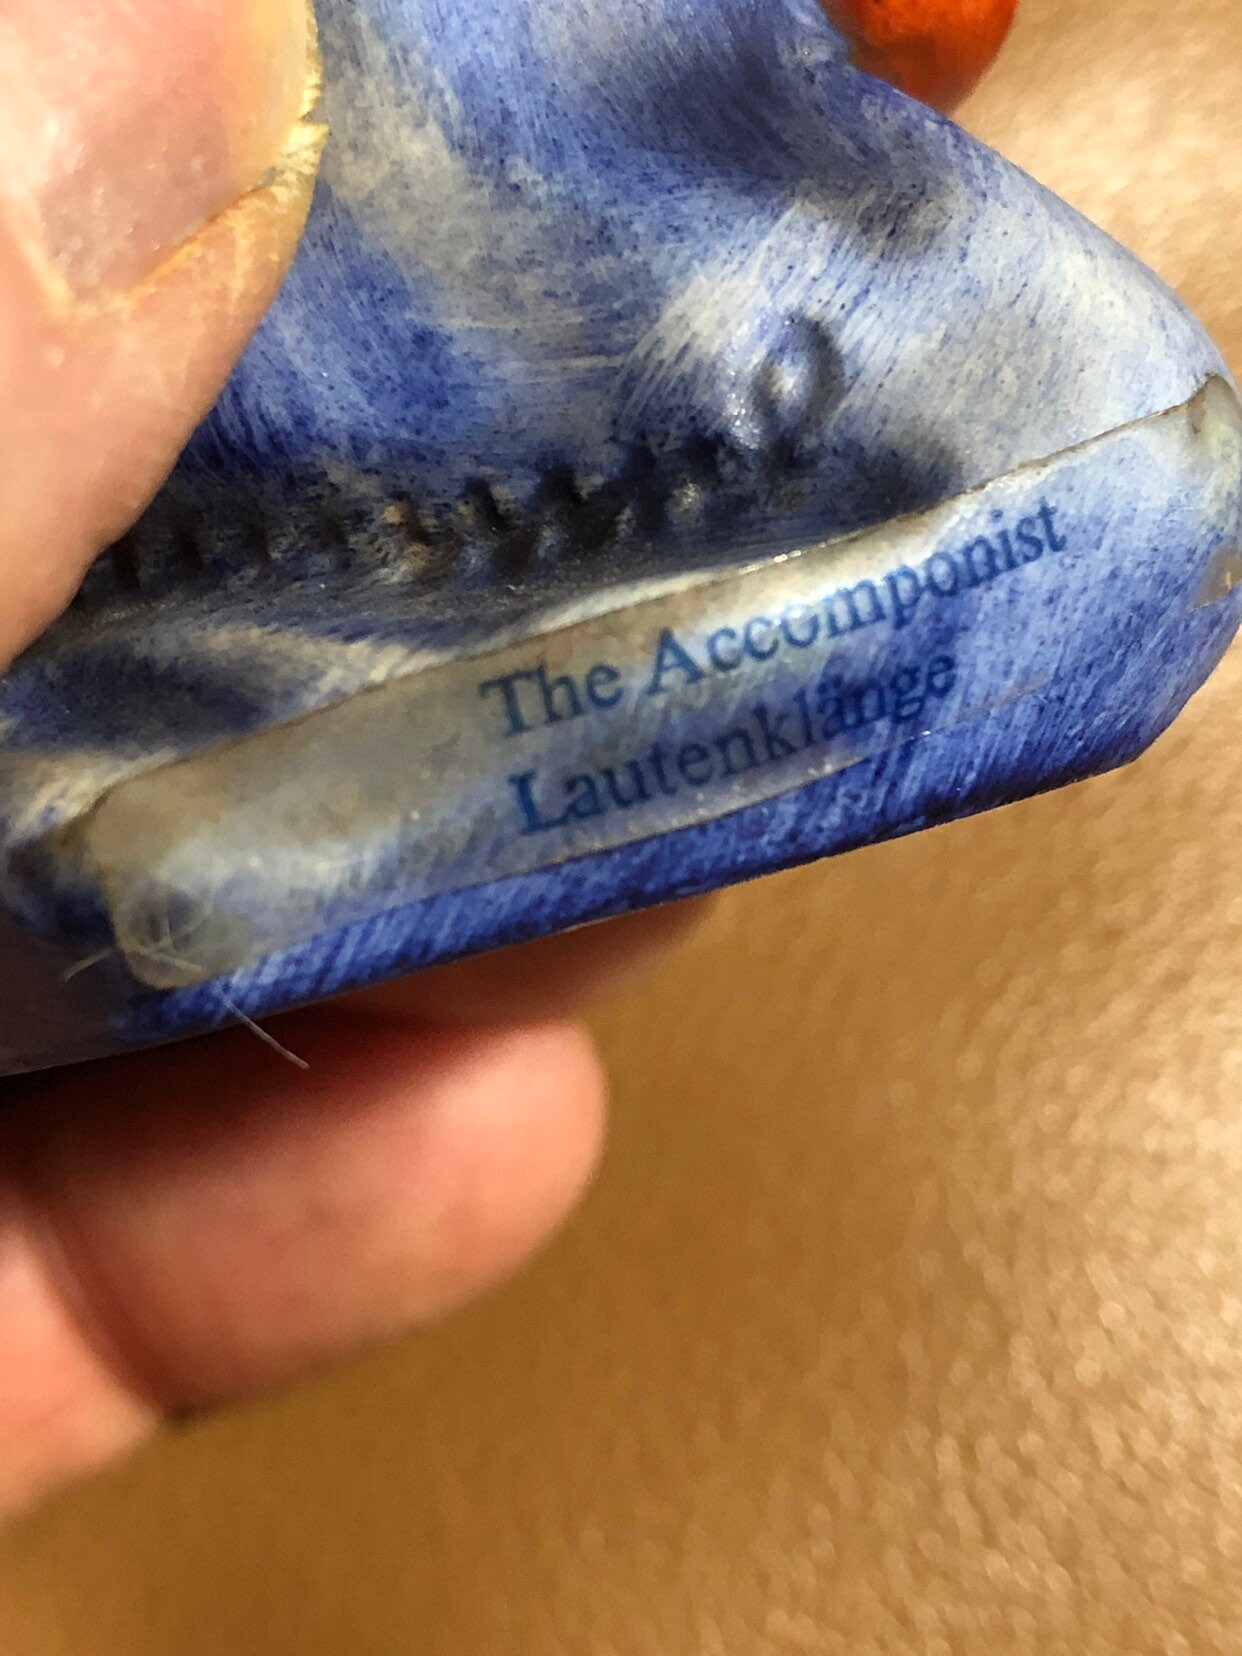 The Accomponist
Lautenklänge